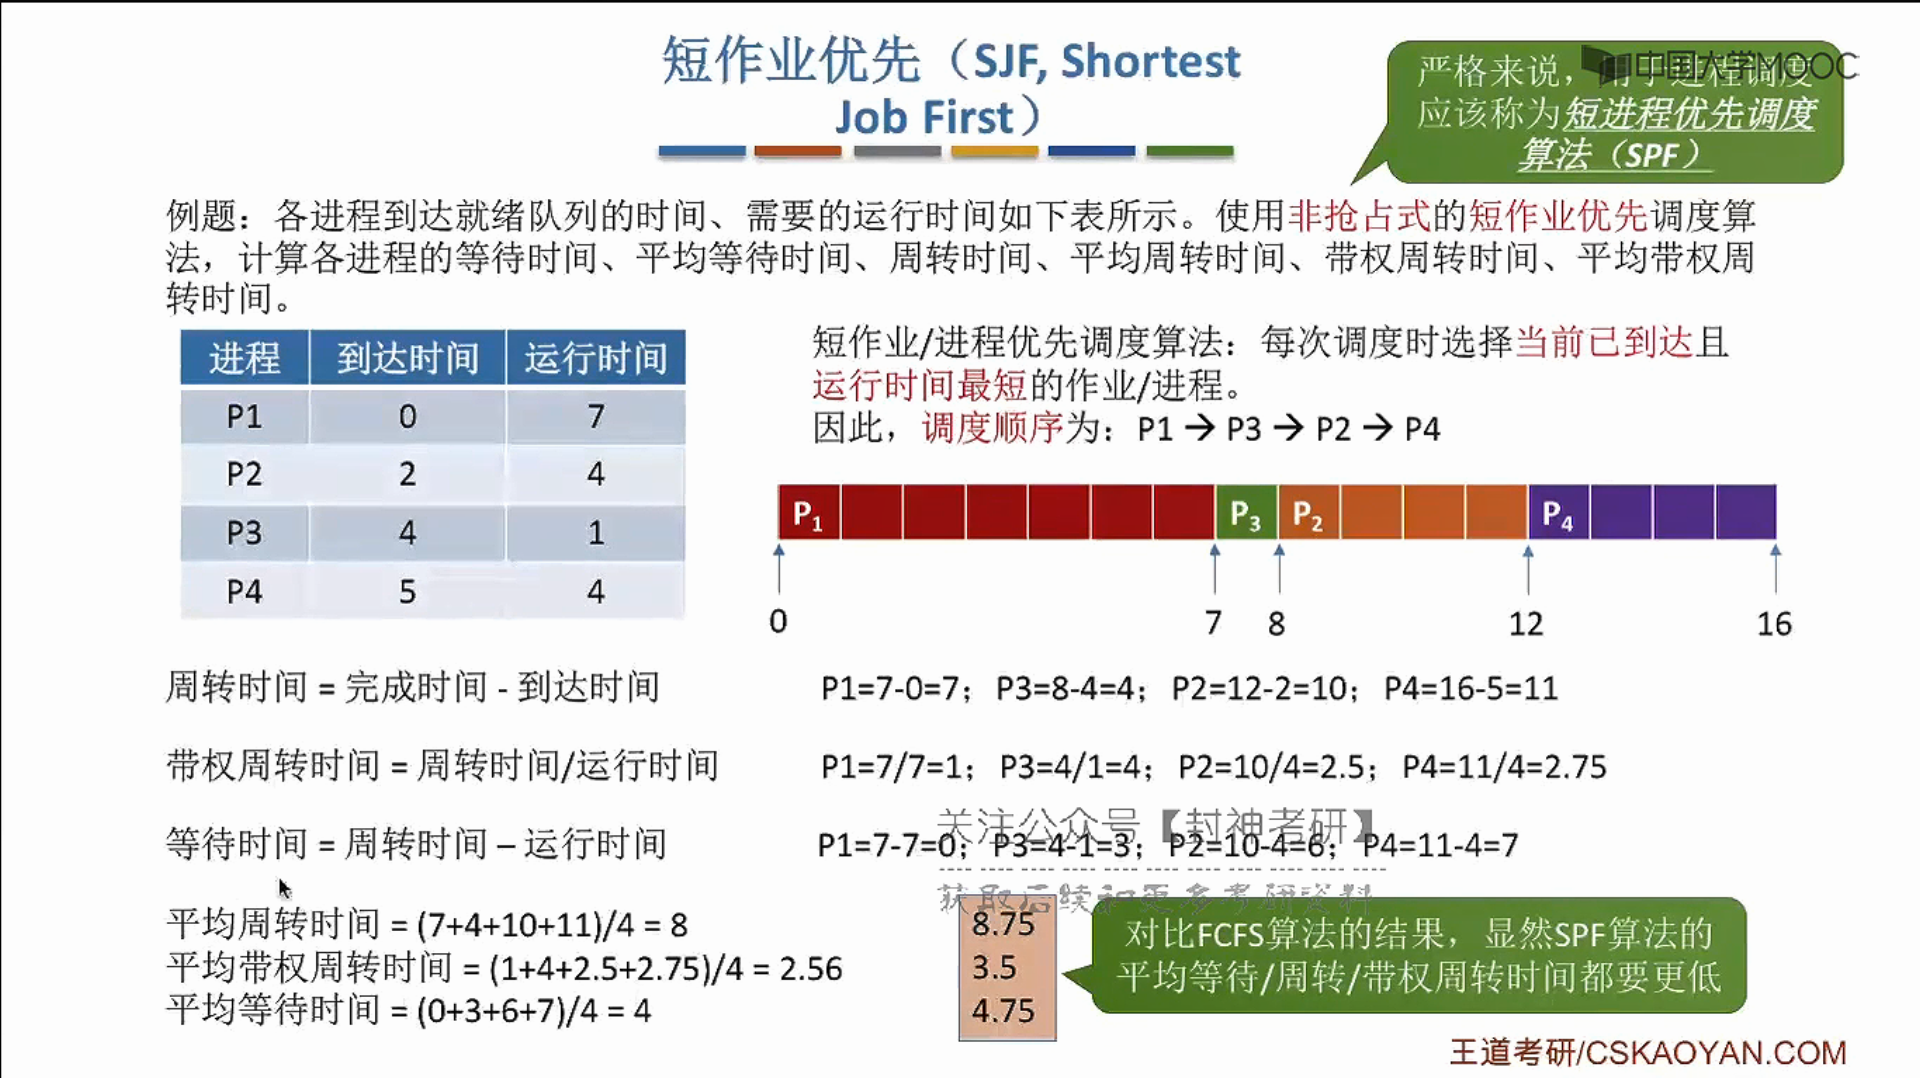 短作业优先（SJF, Shortest
Job First）
中国大学MOOC
严格来说，用于进程调度
应该称为短进程优先调度
算法（SPF）
例题：各进程到达就绪队列的时间、需要的运行时间如下表所示。使用非抢占式的短作业优先调度算
法，计算各进程的等待时间、平均等待时间、周转时间、平均周转时间、带权周转时间、平均带权周
转时间。
进程 到达时间 运行时间
P1 0 7
P2 2 4
P3 4 1
P4 5 4
短作业/进程优先调度算法：每次调度时选择当前已到达且
运行时间最短的作业/进程。
因此，调度顺序为：P1 → P3 → P2 → P4
P1 P3 P2 P4
0 7 8 12 16
周转时间 = 完成时间 - 到达时间
P1=7-0=7；P3=8-4=4；P2=12-2=10；P4=16-5=11
带权周转时间 = 周转时间/运行时间
P1=7/7=1；P3=4/1=4；P2=10/4=2.5；P4=11/4=2.75
关注公众号【封神考研】
等待时间 = 周转时间 – 运行时间
P1=7-7=0；P3=4-1=3；P2=10-4=6；P4=11-4=7
获取后续和更多考研资料
平均周转时间 = (7+4+10+11)/4 = 8
平均带权周转时间 = (1+4+2.5+2.75)/4 = 2.56
平均等待时间 = (0+3+6+7)/4 = 4
8.75
3.5
4.75
对比FCFS算法的结果，显然SPF算法的
平均等待/周转/带权周转时间都要更低
王道考研/CSKAOYAN.COM